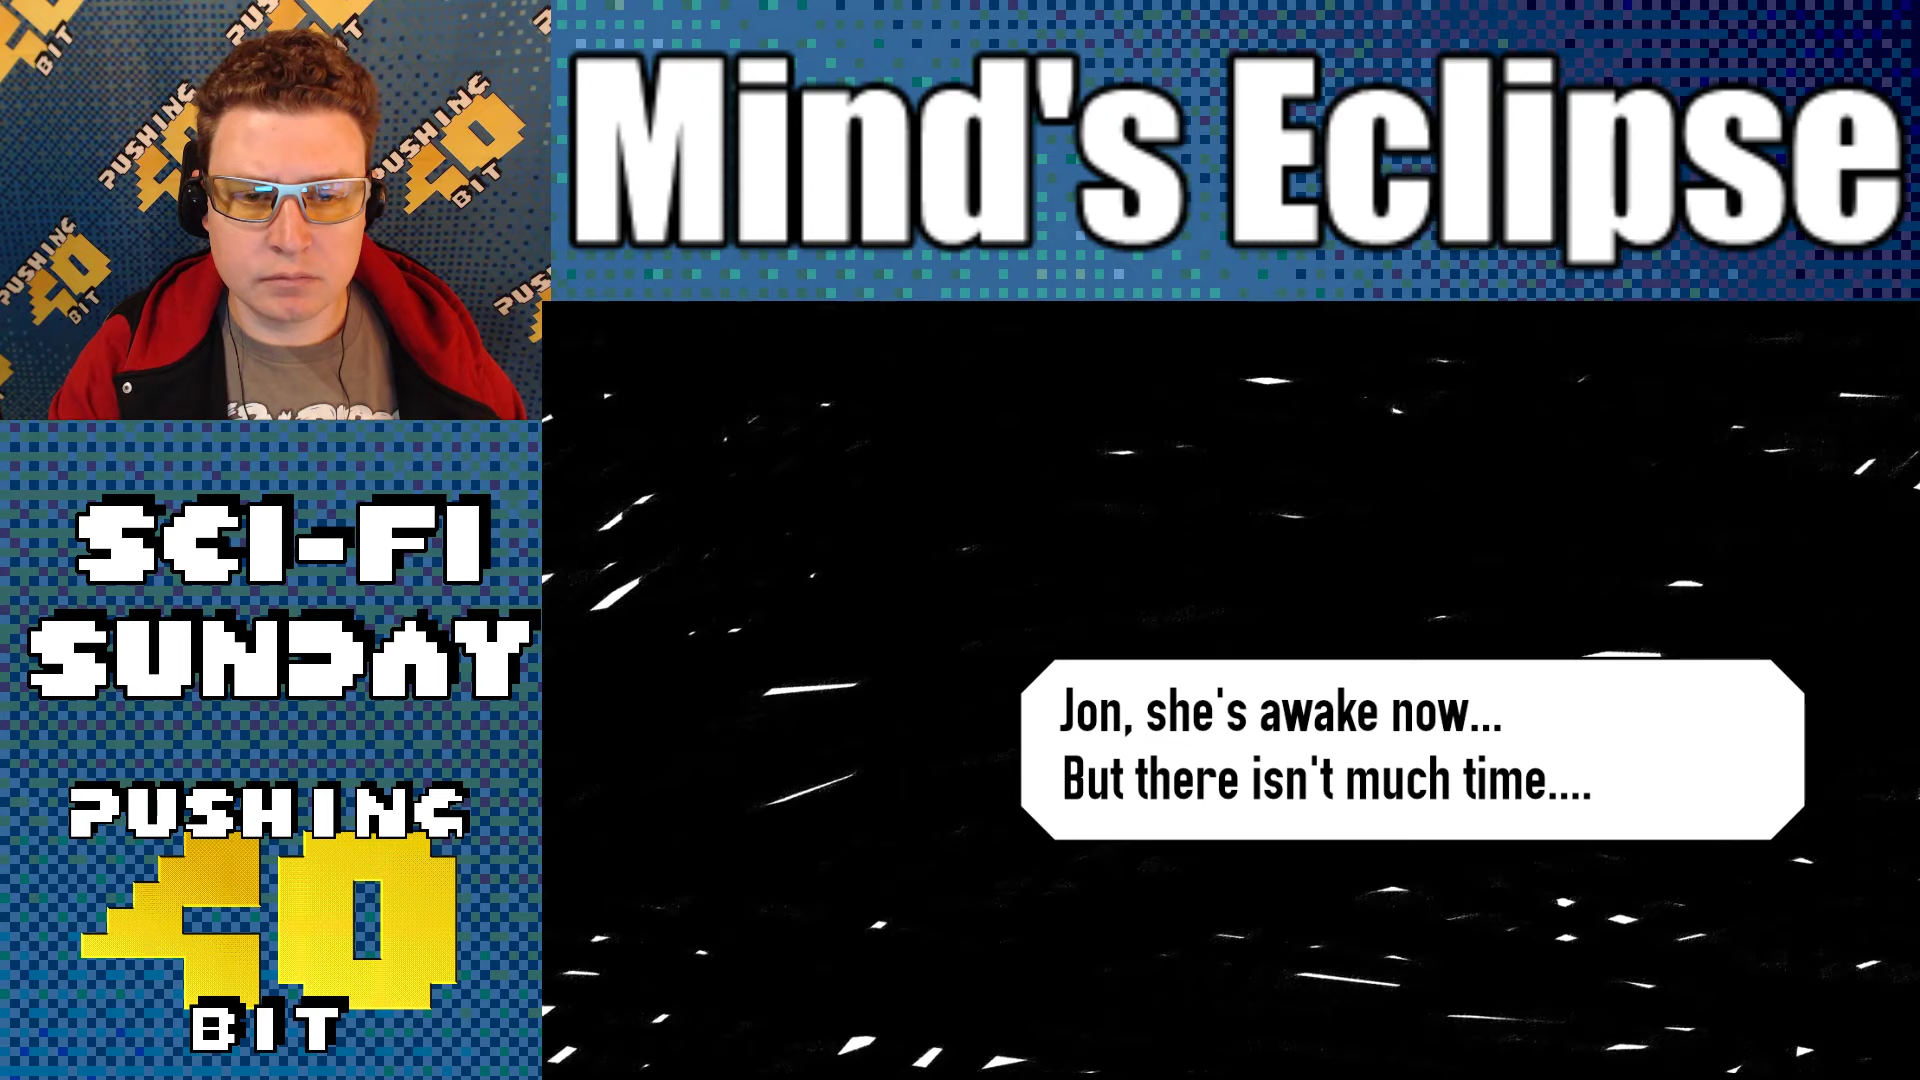 PUSHING
40
BIT
PUSHING
40
BIT
PUSHING
40
BIT
Mind's Eclipse
SCI-FI
SUNDAY
PUSHING
40
BIT
Jon, she's awake now...
But there isn't much time....